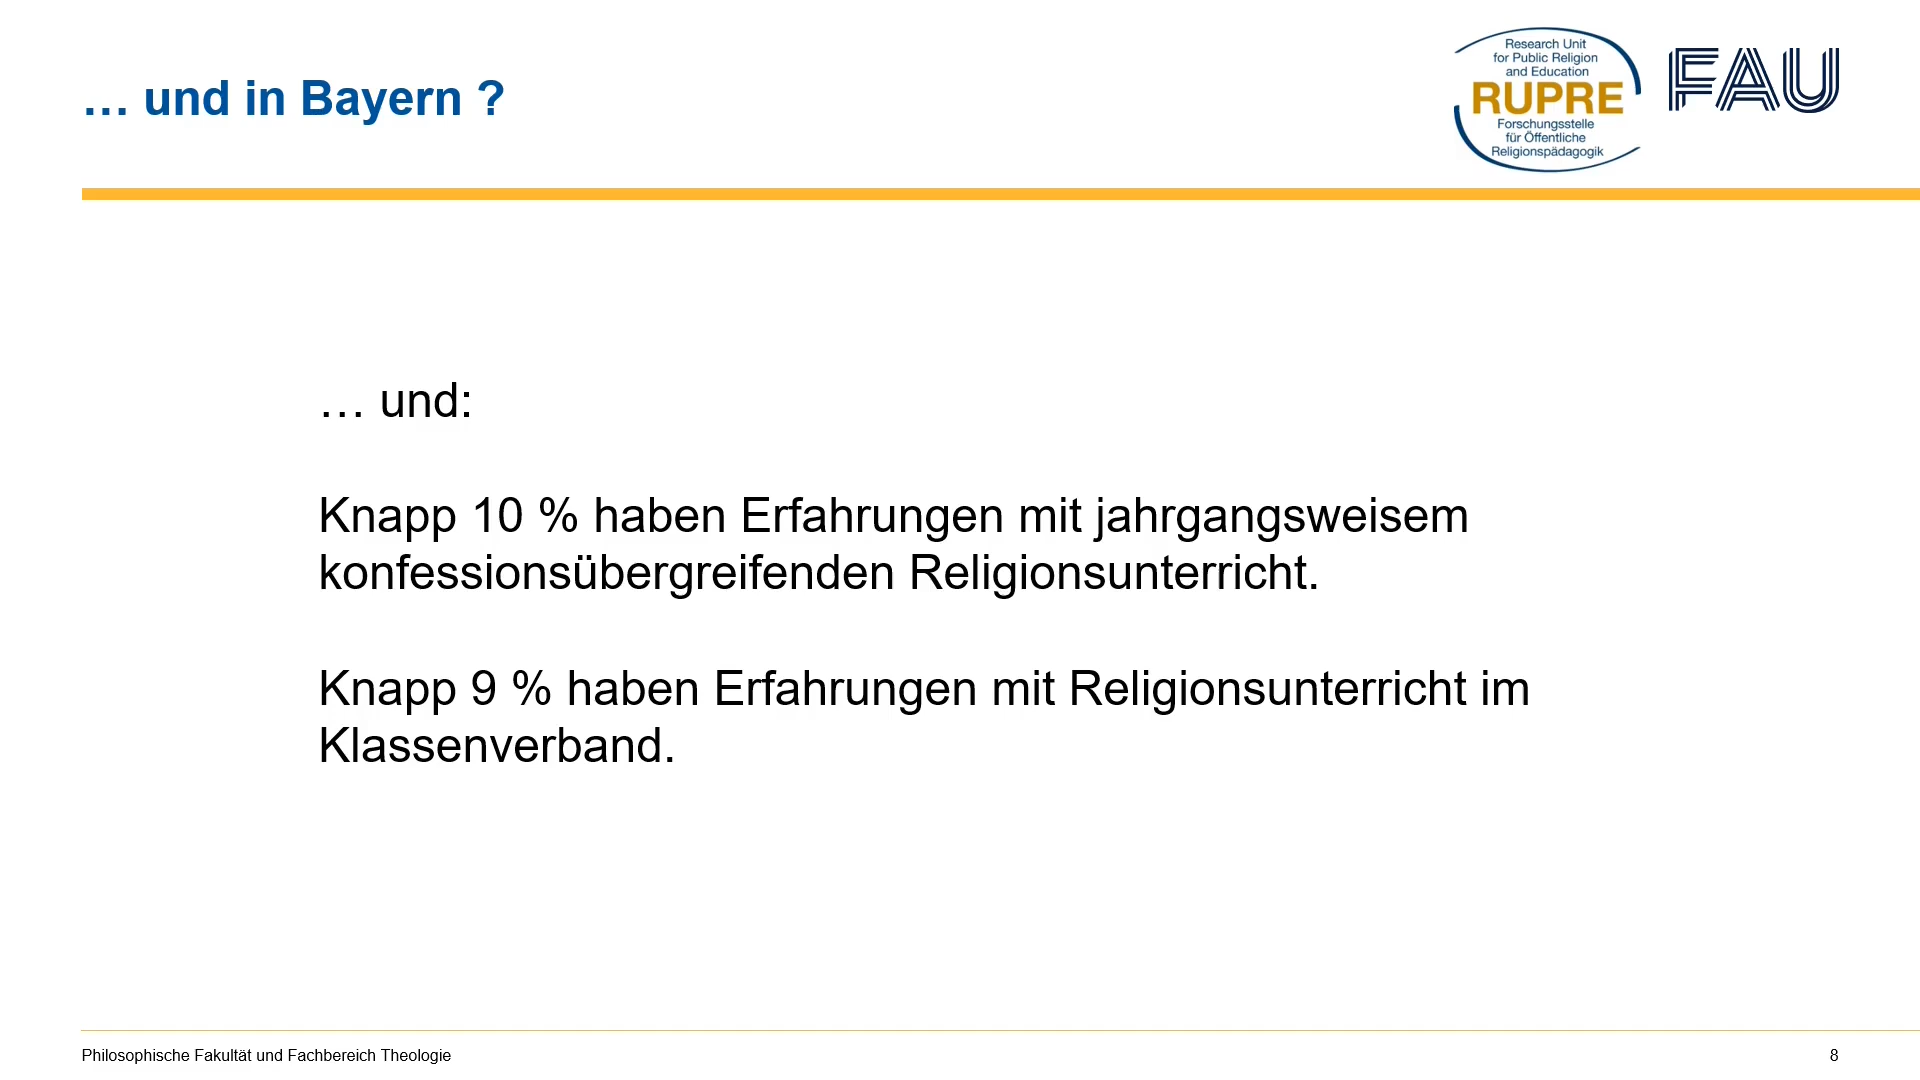 … und in Bayern ?
Research Unit
for Public Religion
and Education
RUPRE
Forschungsstelle
für Öffentliche
Religionspädagogik
FAU
… und:
Knapp 10 % haben Erfahrungen mit jahrgangsweisem
konfessionsübergreifenden Religionsunterricht.
Knapp 9 % haben Erfahrungen mit Religionsunterricht im
Klassenverband.
Philosophische Fakultät und Fachbereich Theologie
8